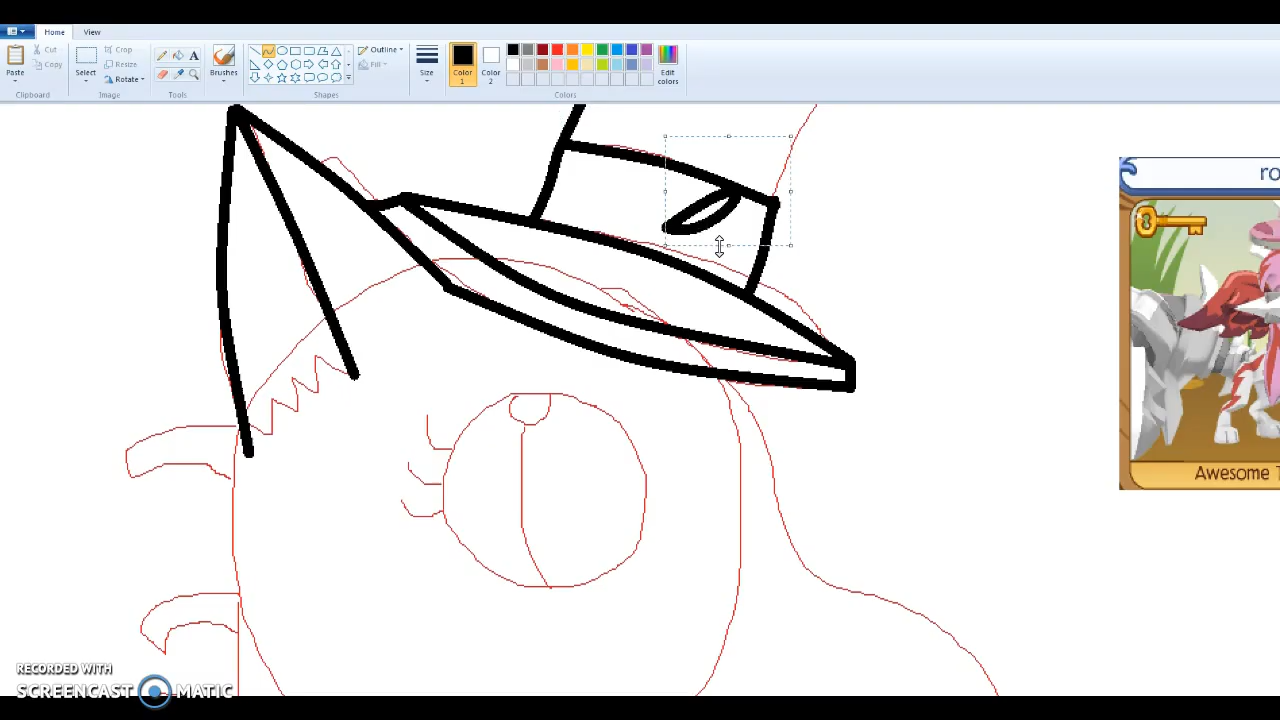 Home View
Cut
Copy
Paste
Crop
Resize
Rotate
Select
A
Brushes
Outline
Fill
Size
Color 1
Color 2
Edit colors
Clipboard Image Tools Shapes Colors
ro
Awesome T
RECORDED WITH
SCREENCAST MATIC